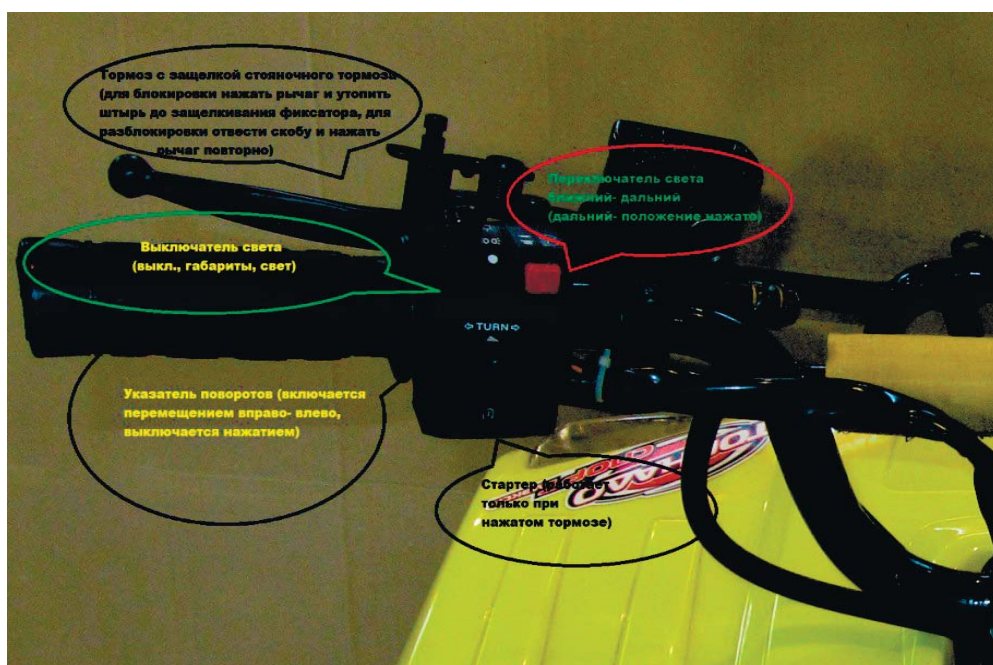 Тормоз с защелкой стояночного тормоза
(для блокировки нажать рычаг и утопить
штырь до защелкивания фиксатора, для
разблокировки отвести скобу и нажать
рычаг повторно)
Переключатель света
ближний- дальний
(дальний- положение нажато)
Выключатель света
(выкл., габариты, свет)
TURN
Указатель поворотов (включается
перемещением вправо- влево,
выключается нажатием)
Стартер (работает
только при
нажатом тормозе)